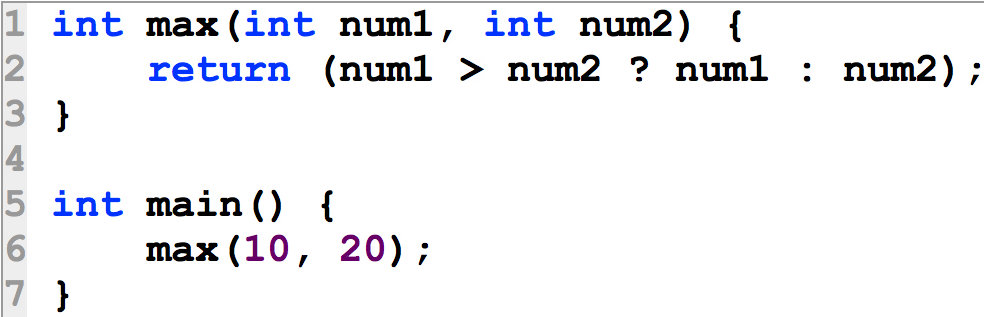 1 int max(int num1, int num2) {
2     return (num1 > num2 ? num1 : num2);
3 }
4
5 int main() {
6     max(10, 20);
7 }